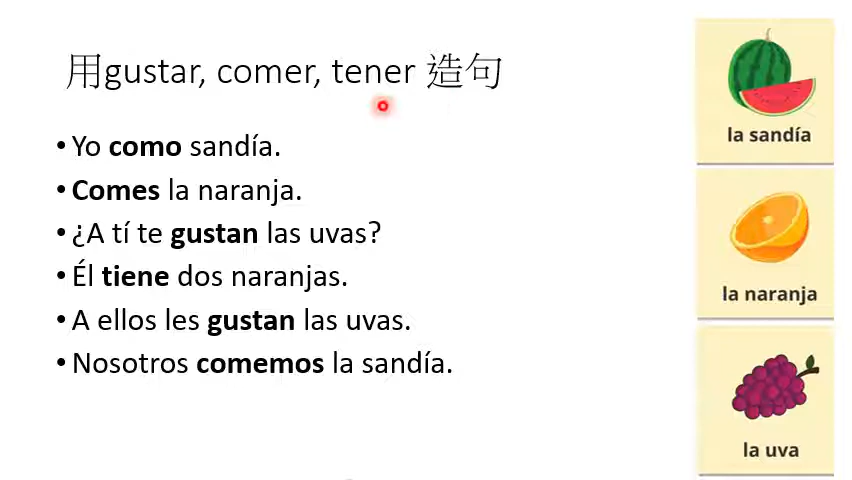 用gustar, comer, tener 造句
• Yo como sandía.
• Comes la naranja.
• ¿A tí te gustan las uvas?
• Él tiene dos naranjas.
• A ellos les gustan las uvas.
• Nosotros comemos la sandía.
la sandía
la naranja
la uva